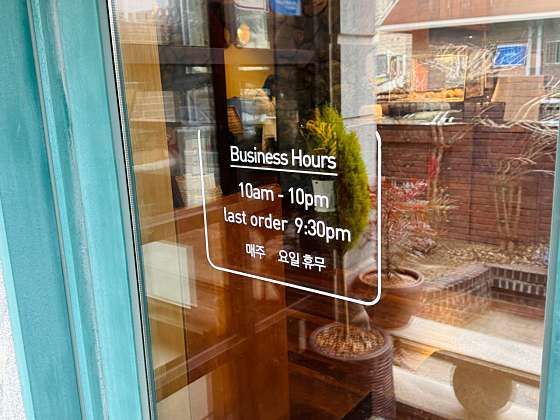 Business Hours
10am - 10pm
last order 9:30pm
매주 요일 휴무